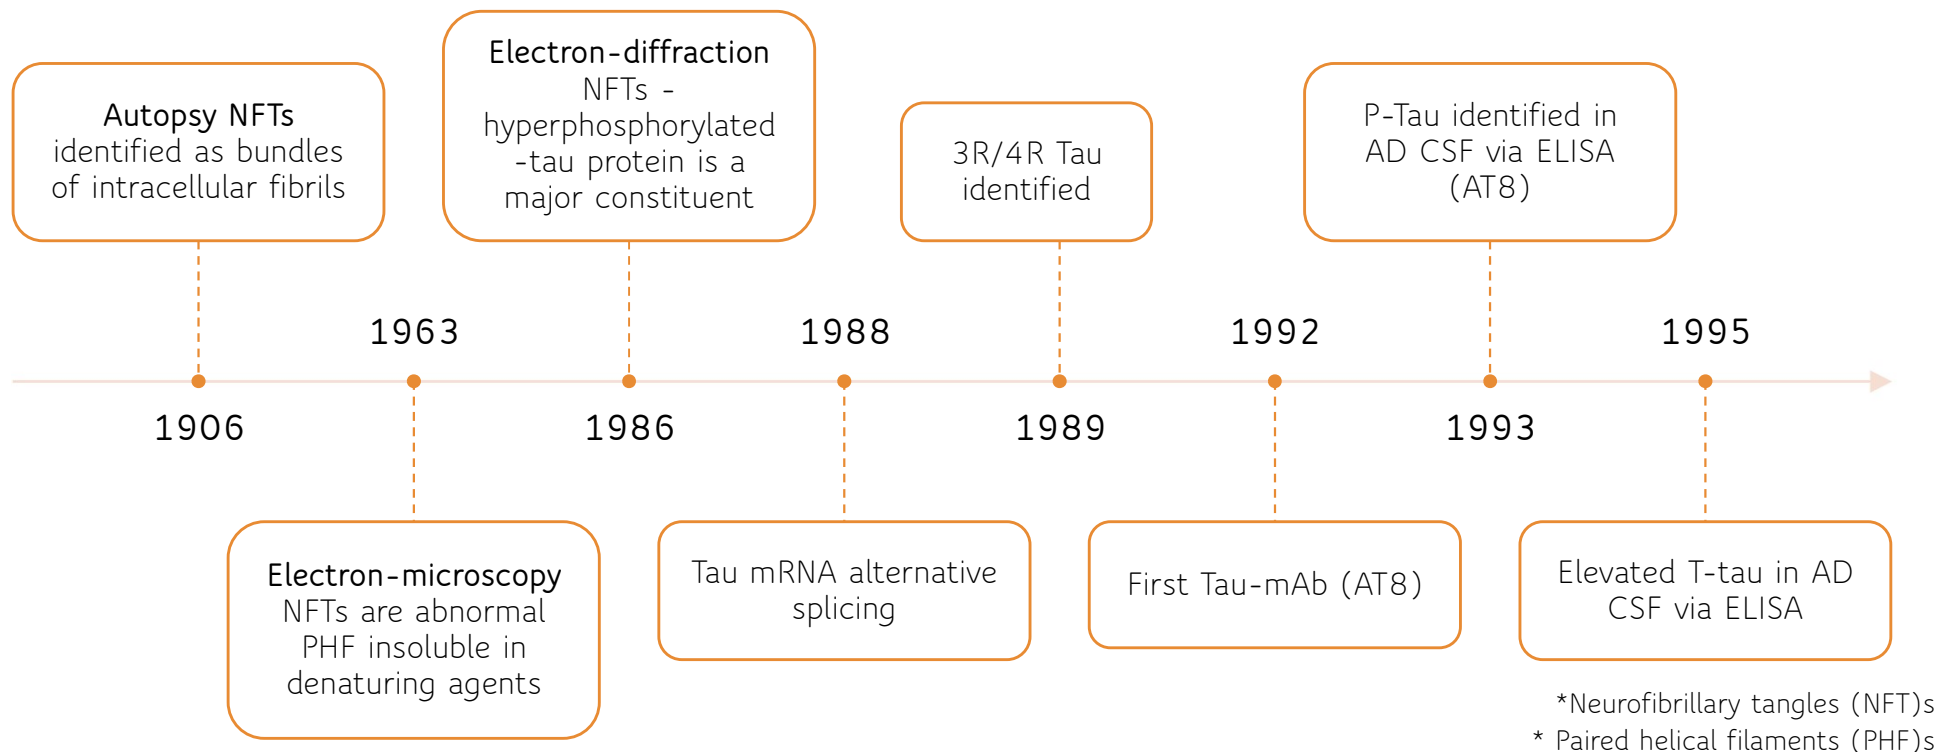 Autopsy NFTs
identified as bundles
of intracellular fibrils
Electron-diffraction
NFTs -
hyperphosphorylated
-tau protein is a
major constituent
3R/4R Tau
identified
P-Tau identified in
AD CSF via ELISA
(AT8)
1963
1988
1992
1995
1906
1986
1989
1993
Electron-microscopy
NFTs are abnormal
PHF insoluble in
denaturing agents
Tau mRNA alternative
splicing
First Tau-mAb (AT8)
Elevated T-tau in AD
CSF via ELISA
*Neurofibrillary tangles (NFT)s
* Paired helical filaments (PHF)s